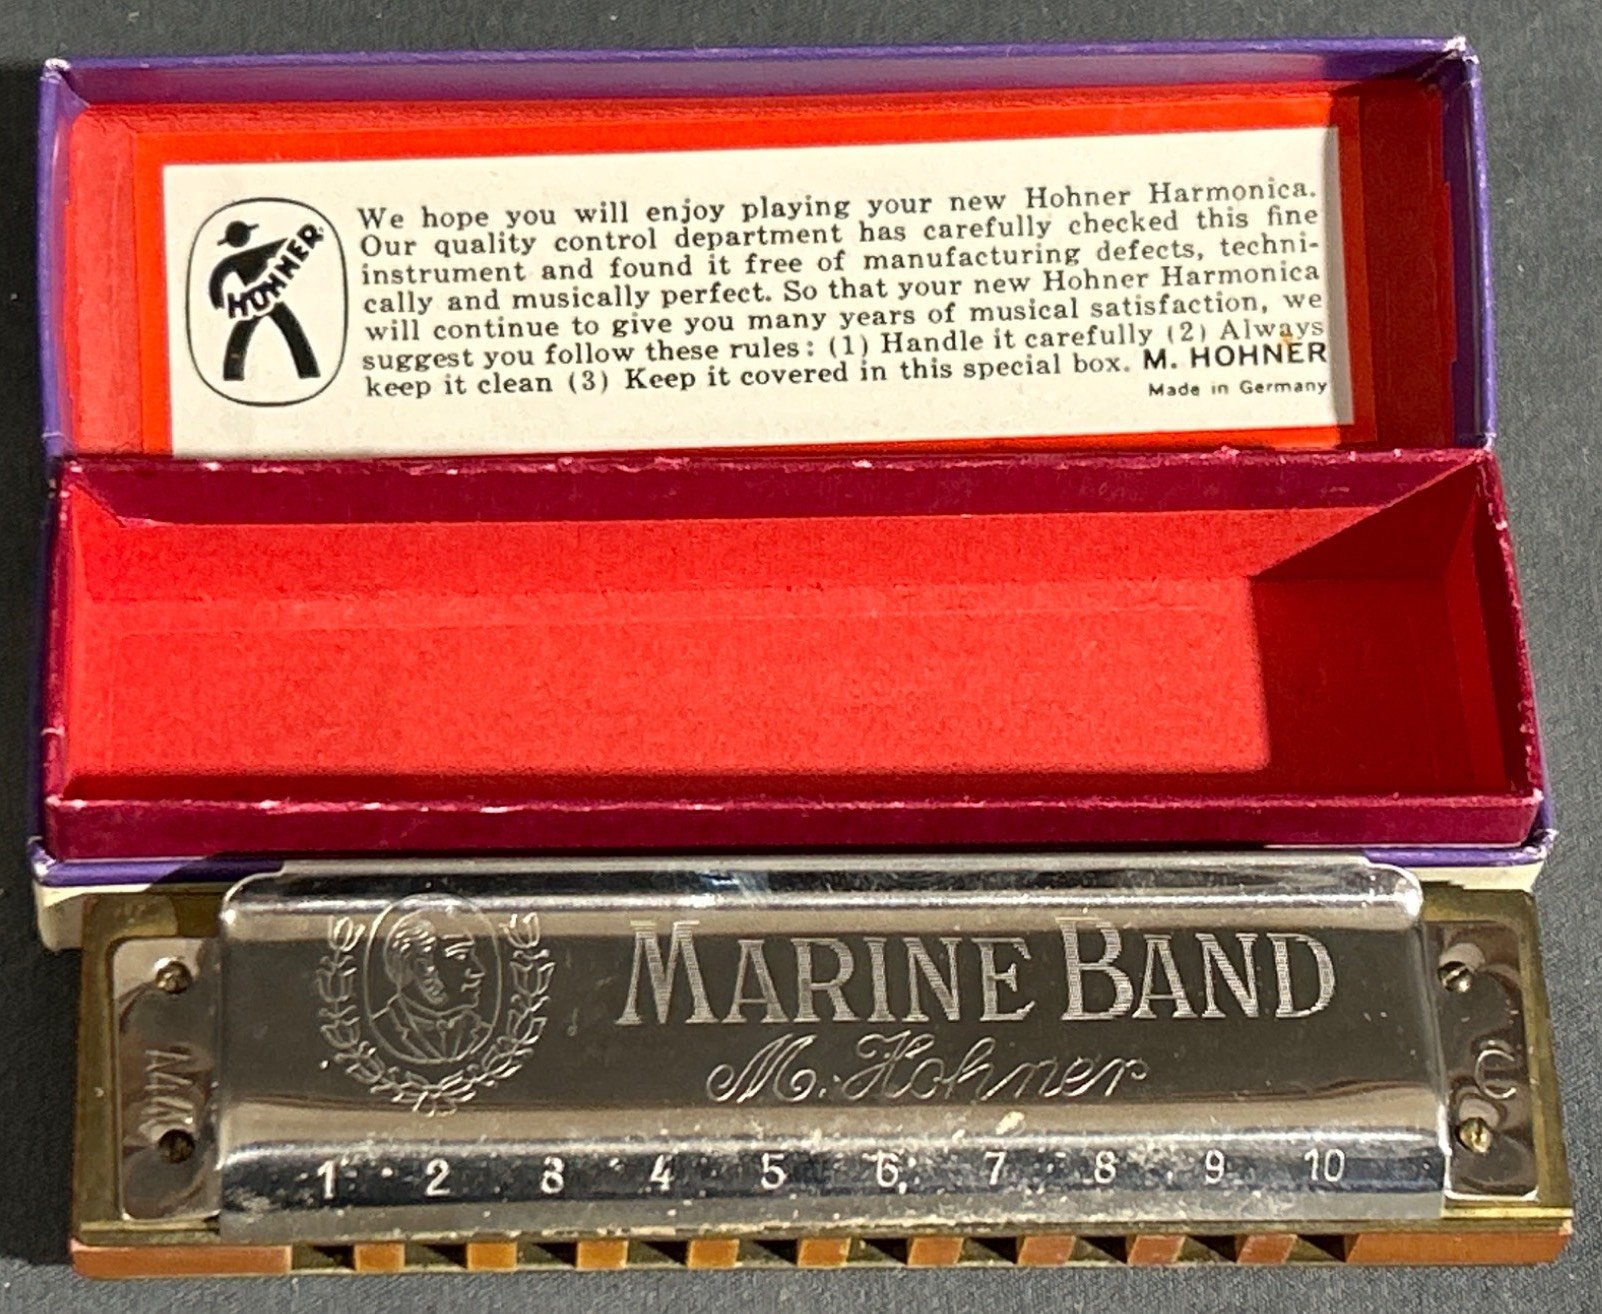 HOHNER
We hope you will enjoy playing your new Hohner Harmonica.
Our quality control department has carefully checked this fine
instrument and found it free of manufacturing defects, techni-
cally and musically perfect. So that your new Hohner Harmonica
will continue to give you many years of musical satisfaction, we
suggest you follow these rules: (1) Handle it carefully (2) Always
keep it clean (3) Keep it covered in this special box. M. HOHNER
Made in Germany
MARINE BAND
M. Hohner
C
1 2 3 4 5 6 7 8 9 10